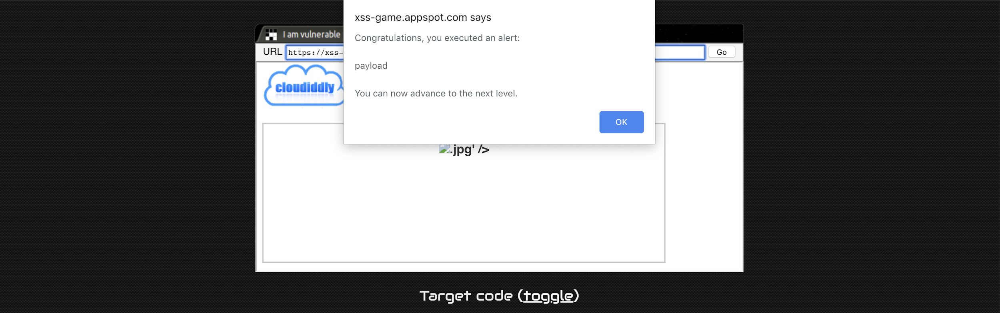 xss-game.appspot.com says
Congratulations, you executed an alert:
payload
You can now advance to the next level.
OK
I am vulnerable
URL https://xss- Go
cloudiddly
.jpg' />
Target code (toggle)